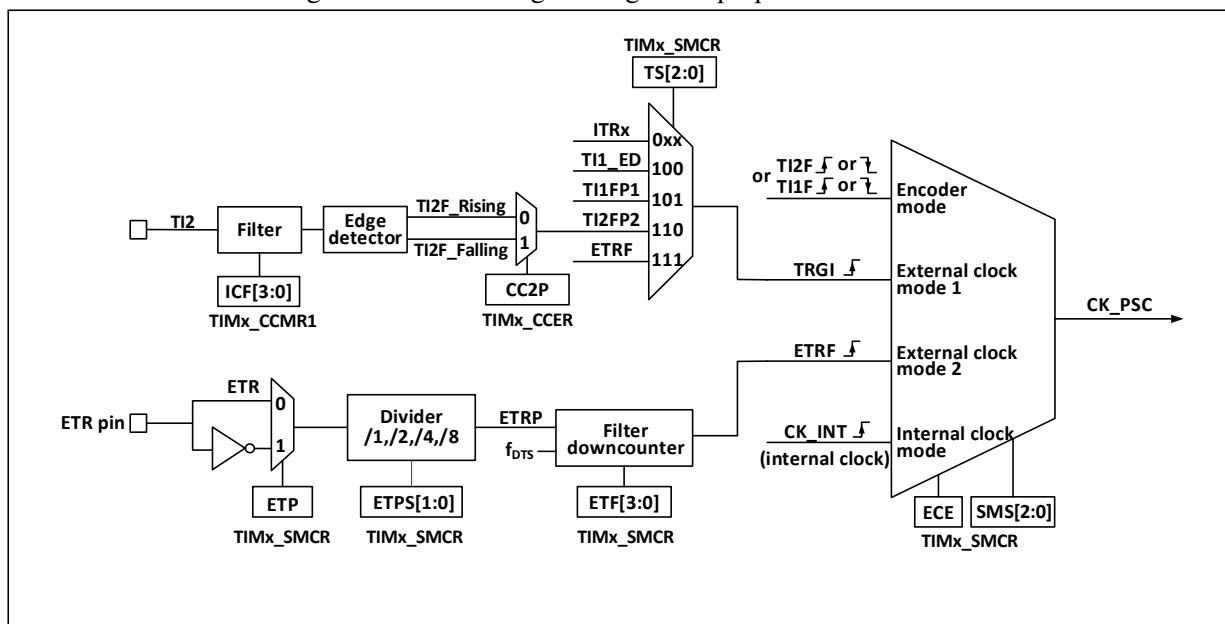 TIMx_SMCR
TS[2:0]
ITRx
0xx
TI1_ED
100
TI1FP1
101
TI2FP2
110
ETRF
111
TI2
Filter
Edge
detector
TI2F_Rising
TI2F_Falling
0
1
ICF[3:0]
TIMx_CCMR1
CC2P
TIMx_CCER
or TI2F or
TI1F or
Encoder
mode
TRGI
External clock
mode 1
CK_PSC
ETRF
External clock
mode 2
CK_INT
(internal clock)
Internal clock
mode
ECE
SMS[2:0]
TIMx_SMCR
ETR pin
ETR
0
1
ETP
TIMx_SMCR
Divider
/1,/2,/4,/8
ETPS[1:0]
TIMx_SMCR
ETRP
fDTS
Filter
downcounter
ETF[3:0]
TIMx_SMCR